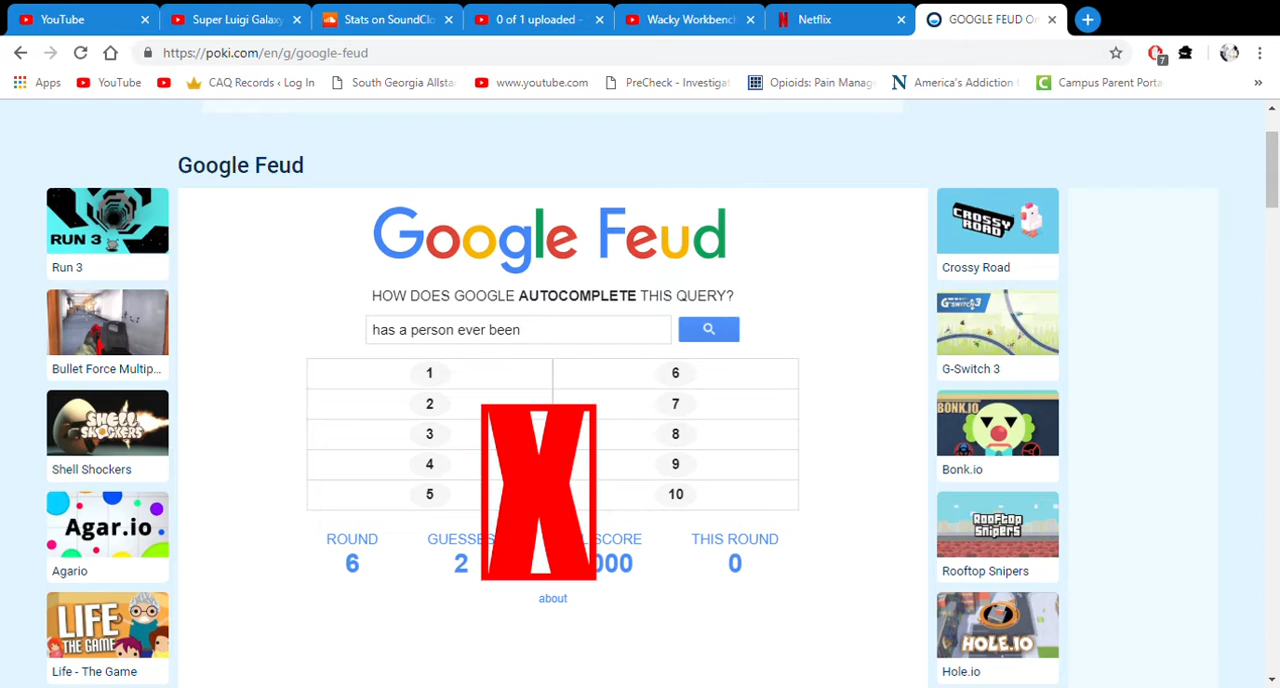 YouTube
Super Luigi Galaxy
Stats on SoundClo
0 of 1 uploaded -
Wacky Workbench
Netflix
GOOGLE FEUD On
https://poki.com/en/g/google-feud
7
Apps
YouTube
CAQ Records ‹ Log In
South Georgia Allsta
www.youtube.com
PreCheck - Investiga
Opioids: Pain Manag
N America's Addiction
C Campus Parent Porta
»
Google Feud
RUN 3
Run 3
Bullet Force Multip...
SHELL SHOCKERS
Shell Shockers
Agar.io
Agario
LIFE THE GAME
Life - The Game
Google Feud
HOW DOES GOOGLE AUTOCOMPLETE THIS QUERY?
has a person ever been
1 6
2 7
3 8
4 9
5 10
X
ROUND GUESSES L SCORE THIS ROUND
6 2 000 0
about
CROSSY ROAD
Crossy Road
G-SWITCH 3
G-Switch 3
BONK.IO
Bonk.io
ROOFTOP SNIPERS
Rooftop Snipers
HOLE.IO
Hole.io